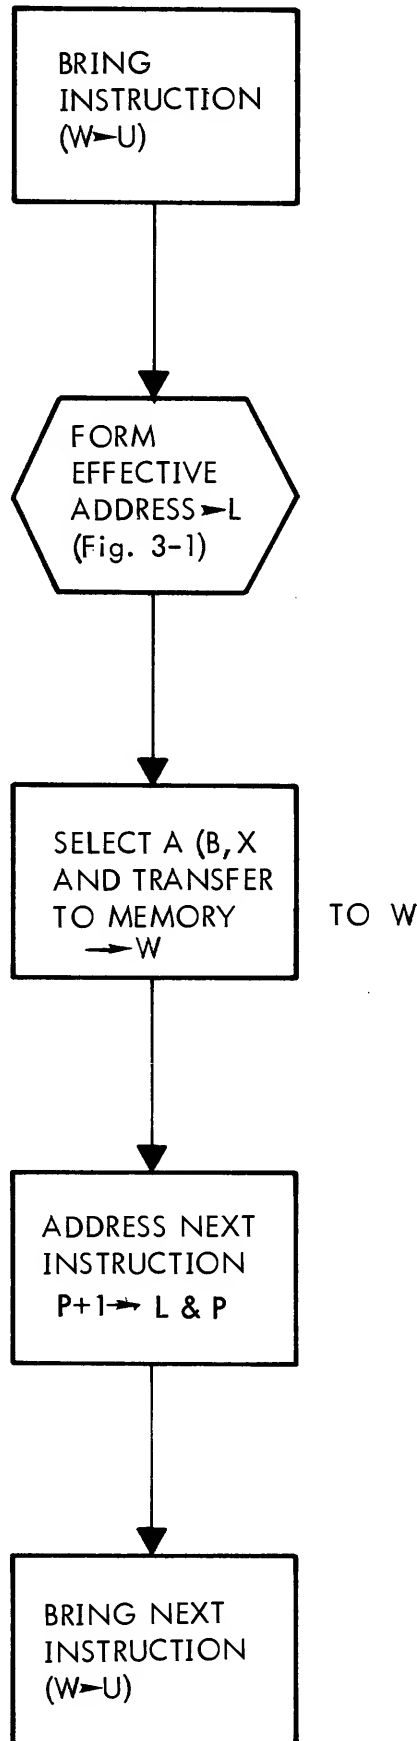 BRING
INSTRUCTION
(W→U)
FORM
EFFECTIVE
ADDRESS→L
(Fig. 3-1)
SELECT A (B, X
AND TRANSFER
TO MEMORY
→W
TO W
ADDRESS NEXT
INSTRUCTION
P+1→ L & P
BRING NEXT
INSTRUCTION
(W→U)